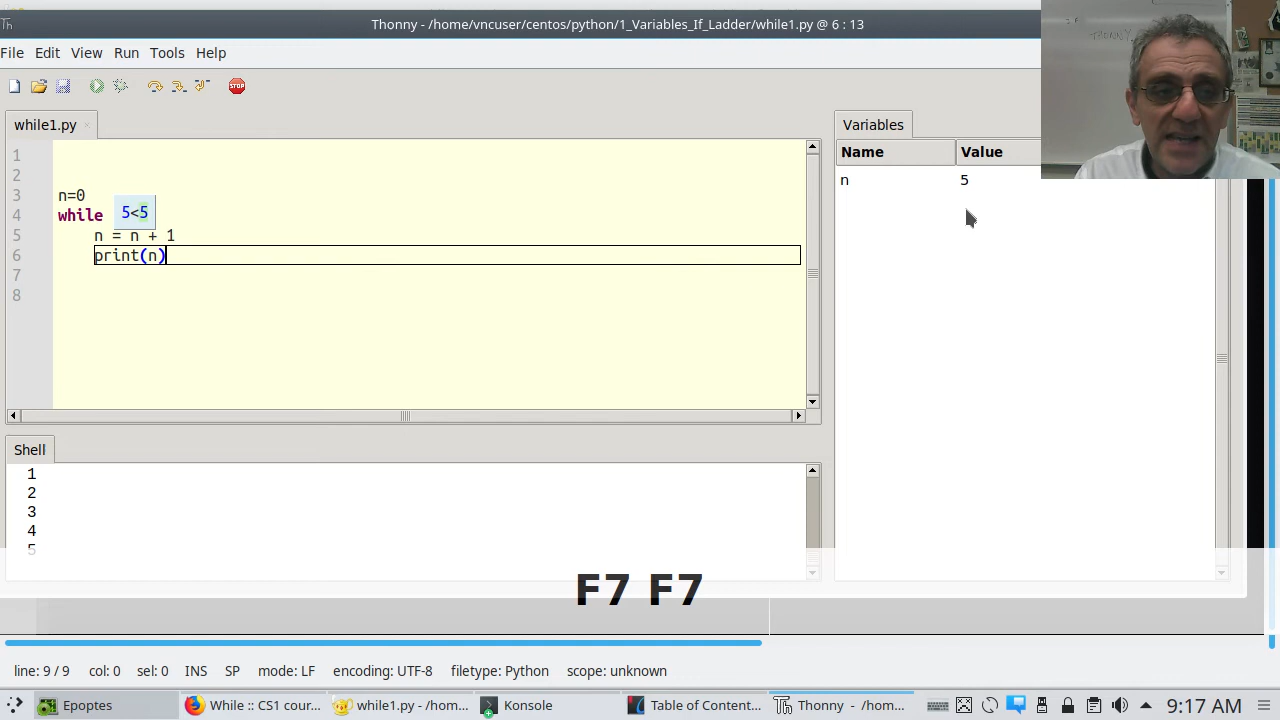 Thonny - /home/vncuser/centos/python/1_Variables_If_Ladder/while1.py @ 6 : 13
File Edit View Run Tools Help
STOP
while1.py
1
2
3 n=0
4 while 5<5
5 n = n + 1
6 print(n)
7
8
Variables
Name Value
n 5
THONNY
Shell
1
2
3
4
5
F7 F7
line: 9 / 9 col: 0 sel: 0 INS SP mode: LF encoding: UTF-8 filetype: Python scope: unknown
Epoptes While :: CS1 cour... while1.py - /hom... Konsole Table of Content... Thonny - /hom... 9:17 AM